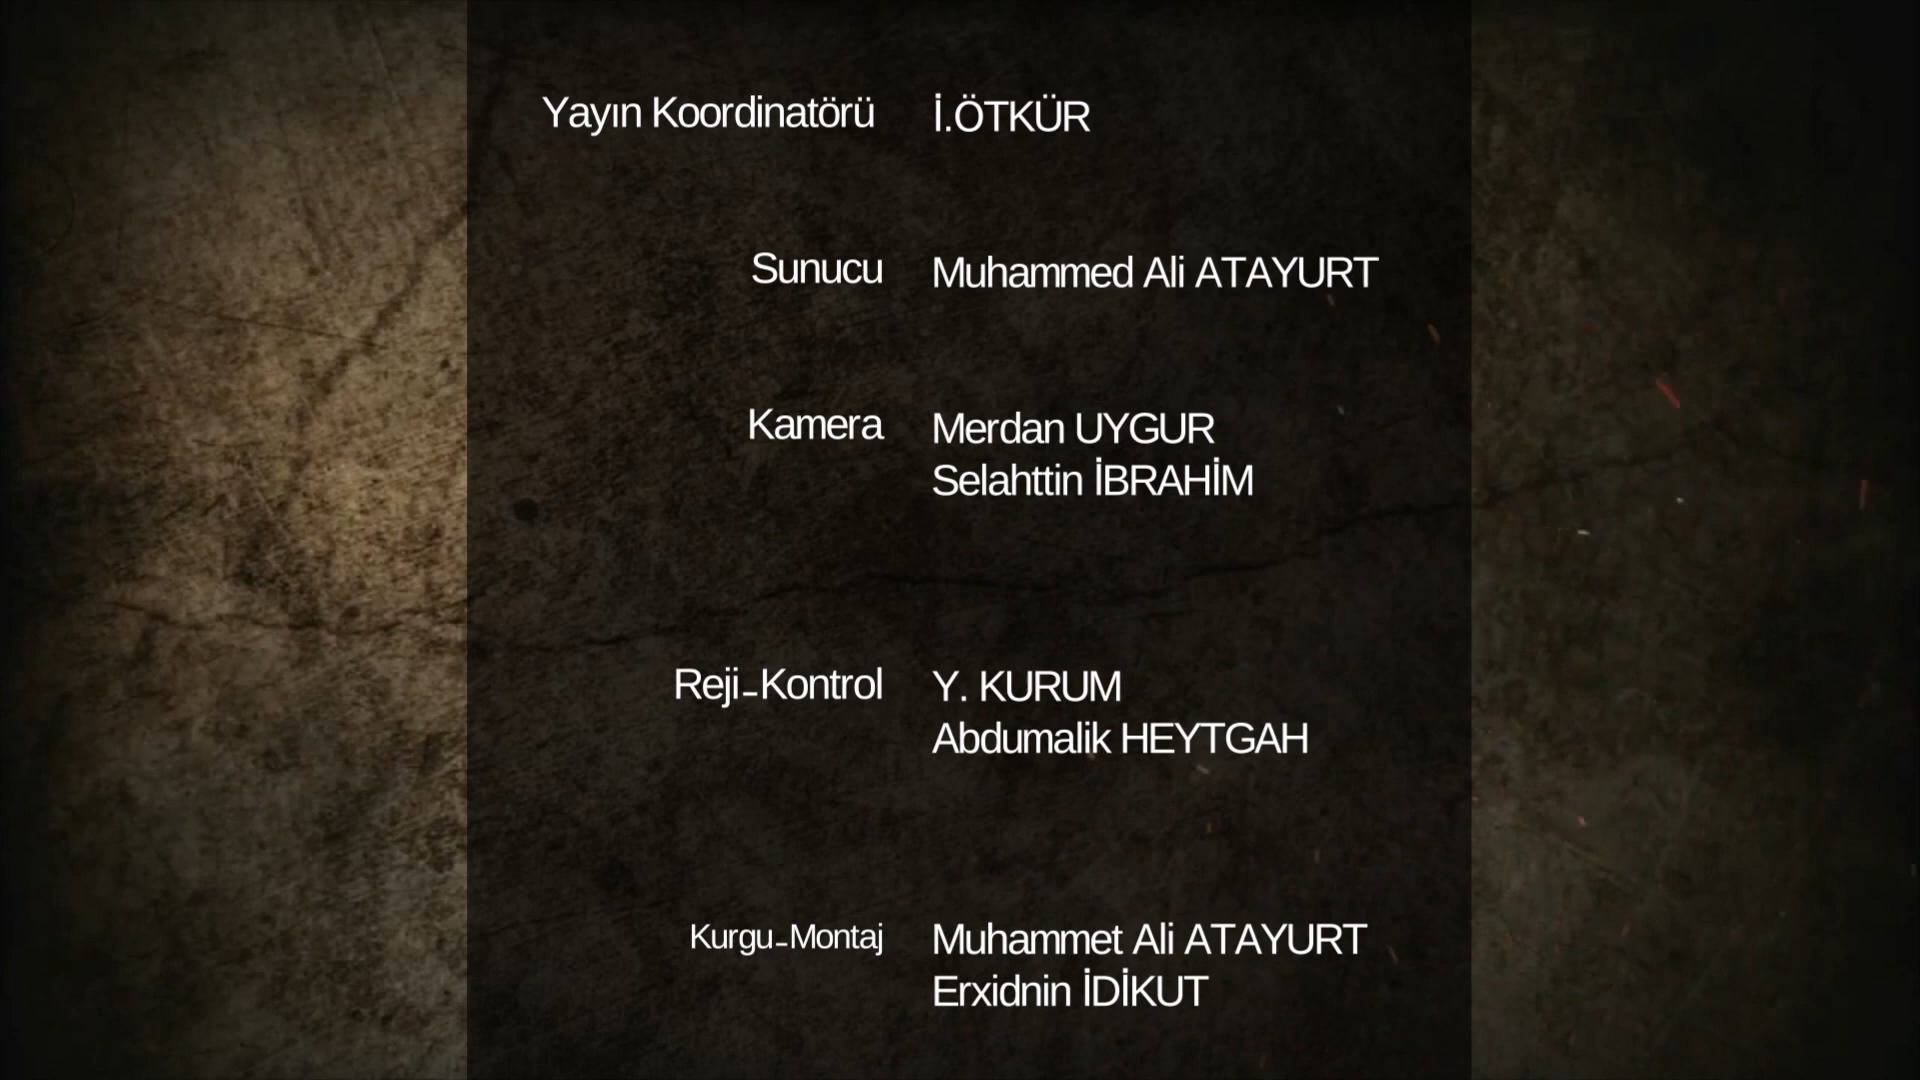 Yayın Koordinatörü İ.ÖTKÜR
Sunucu Muhammed Ali ATAYURT
Kamera Merdan UYGUR
Selahttin İBRAHİM
Reji-Kontrol Y. KURUM
Abdumalik HEYTGAH
Kurgu-Montaj Muhammet Ali ATAYURT
Erxidnin İDİKUT